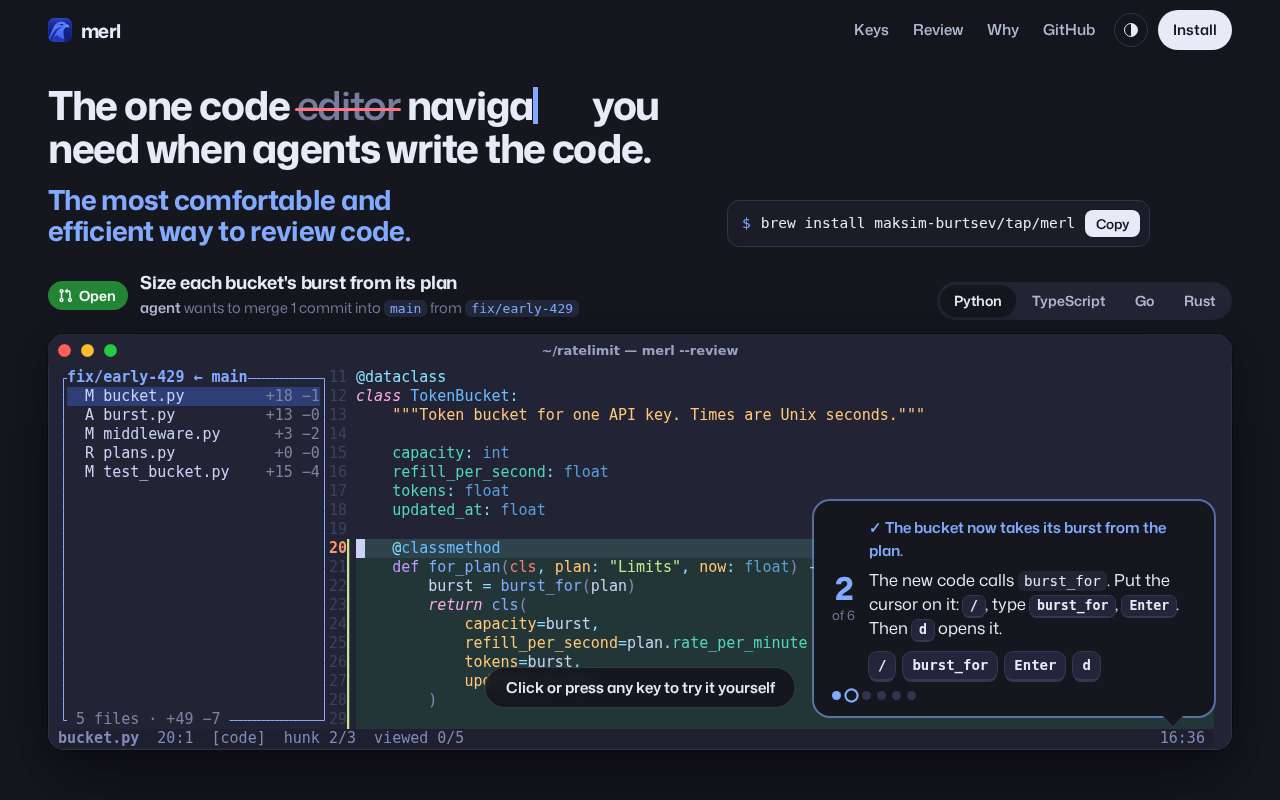 merl
Keys Review Why GitHub Install
The one code editor naviga you
need when agents write the code.
The most comfortable and
efficient way to review code.
$ brew install maksim-burtsev/tap/merl Copy
Open
Size each bucket's burst from its plan
agent wants to merge 1 commit into main from fix/early-429
Python TypeScript Go Rust
~/ratelimit — merl --review
fix/early-429 ← main
M bucket.py +18 −1
A burst.py +13 −0
M middleware.py +3 −2
R plans.py +0 −0
M test_bucket.py +15 −4
5 files · +49 −7
11 @dataclass
12 class TokenBucket:
13 """Token bucket for one API key. Times are Unix seconds."""
14
15 capacity: int
16 refill_per_second: float
17 tokens: float
18 updated_at: float
19
20 @classmethod
21 def for_plan(cls, plan: "Limits", now: float)
22 burst = burst_for(plan)
23 return cls(
24 capacity=burst,
25 refill_per_second=plan.rate_per_minute
26 tokens=burst,
27
28 )
29
Click or press any key to try it yourself
✓ The bucket now takes its burst from the
plan.
2
of 6
The new code calls burst_for. Put the
cursor on it: /, type burst_for, Enter.
Then d opens it.
/ burst_for Enter d
bucket.py 20:1 [code] hunk 2/3 viewed 0/5 16:36